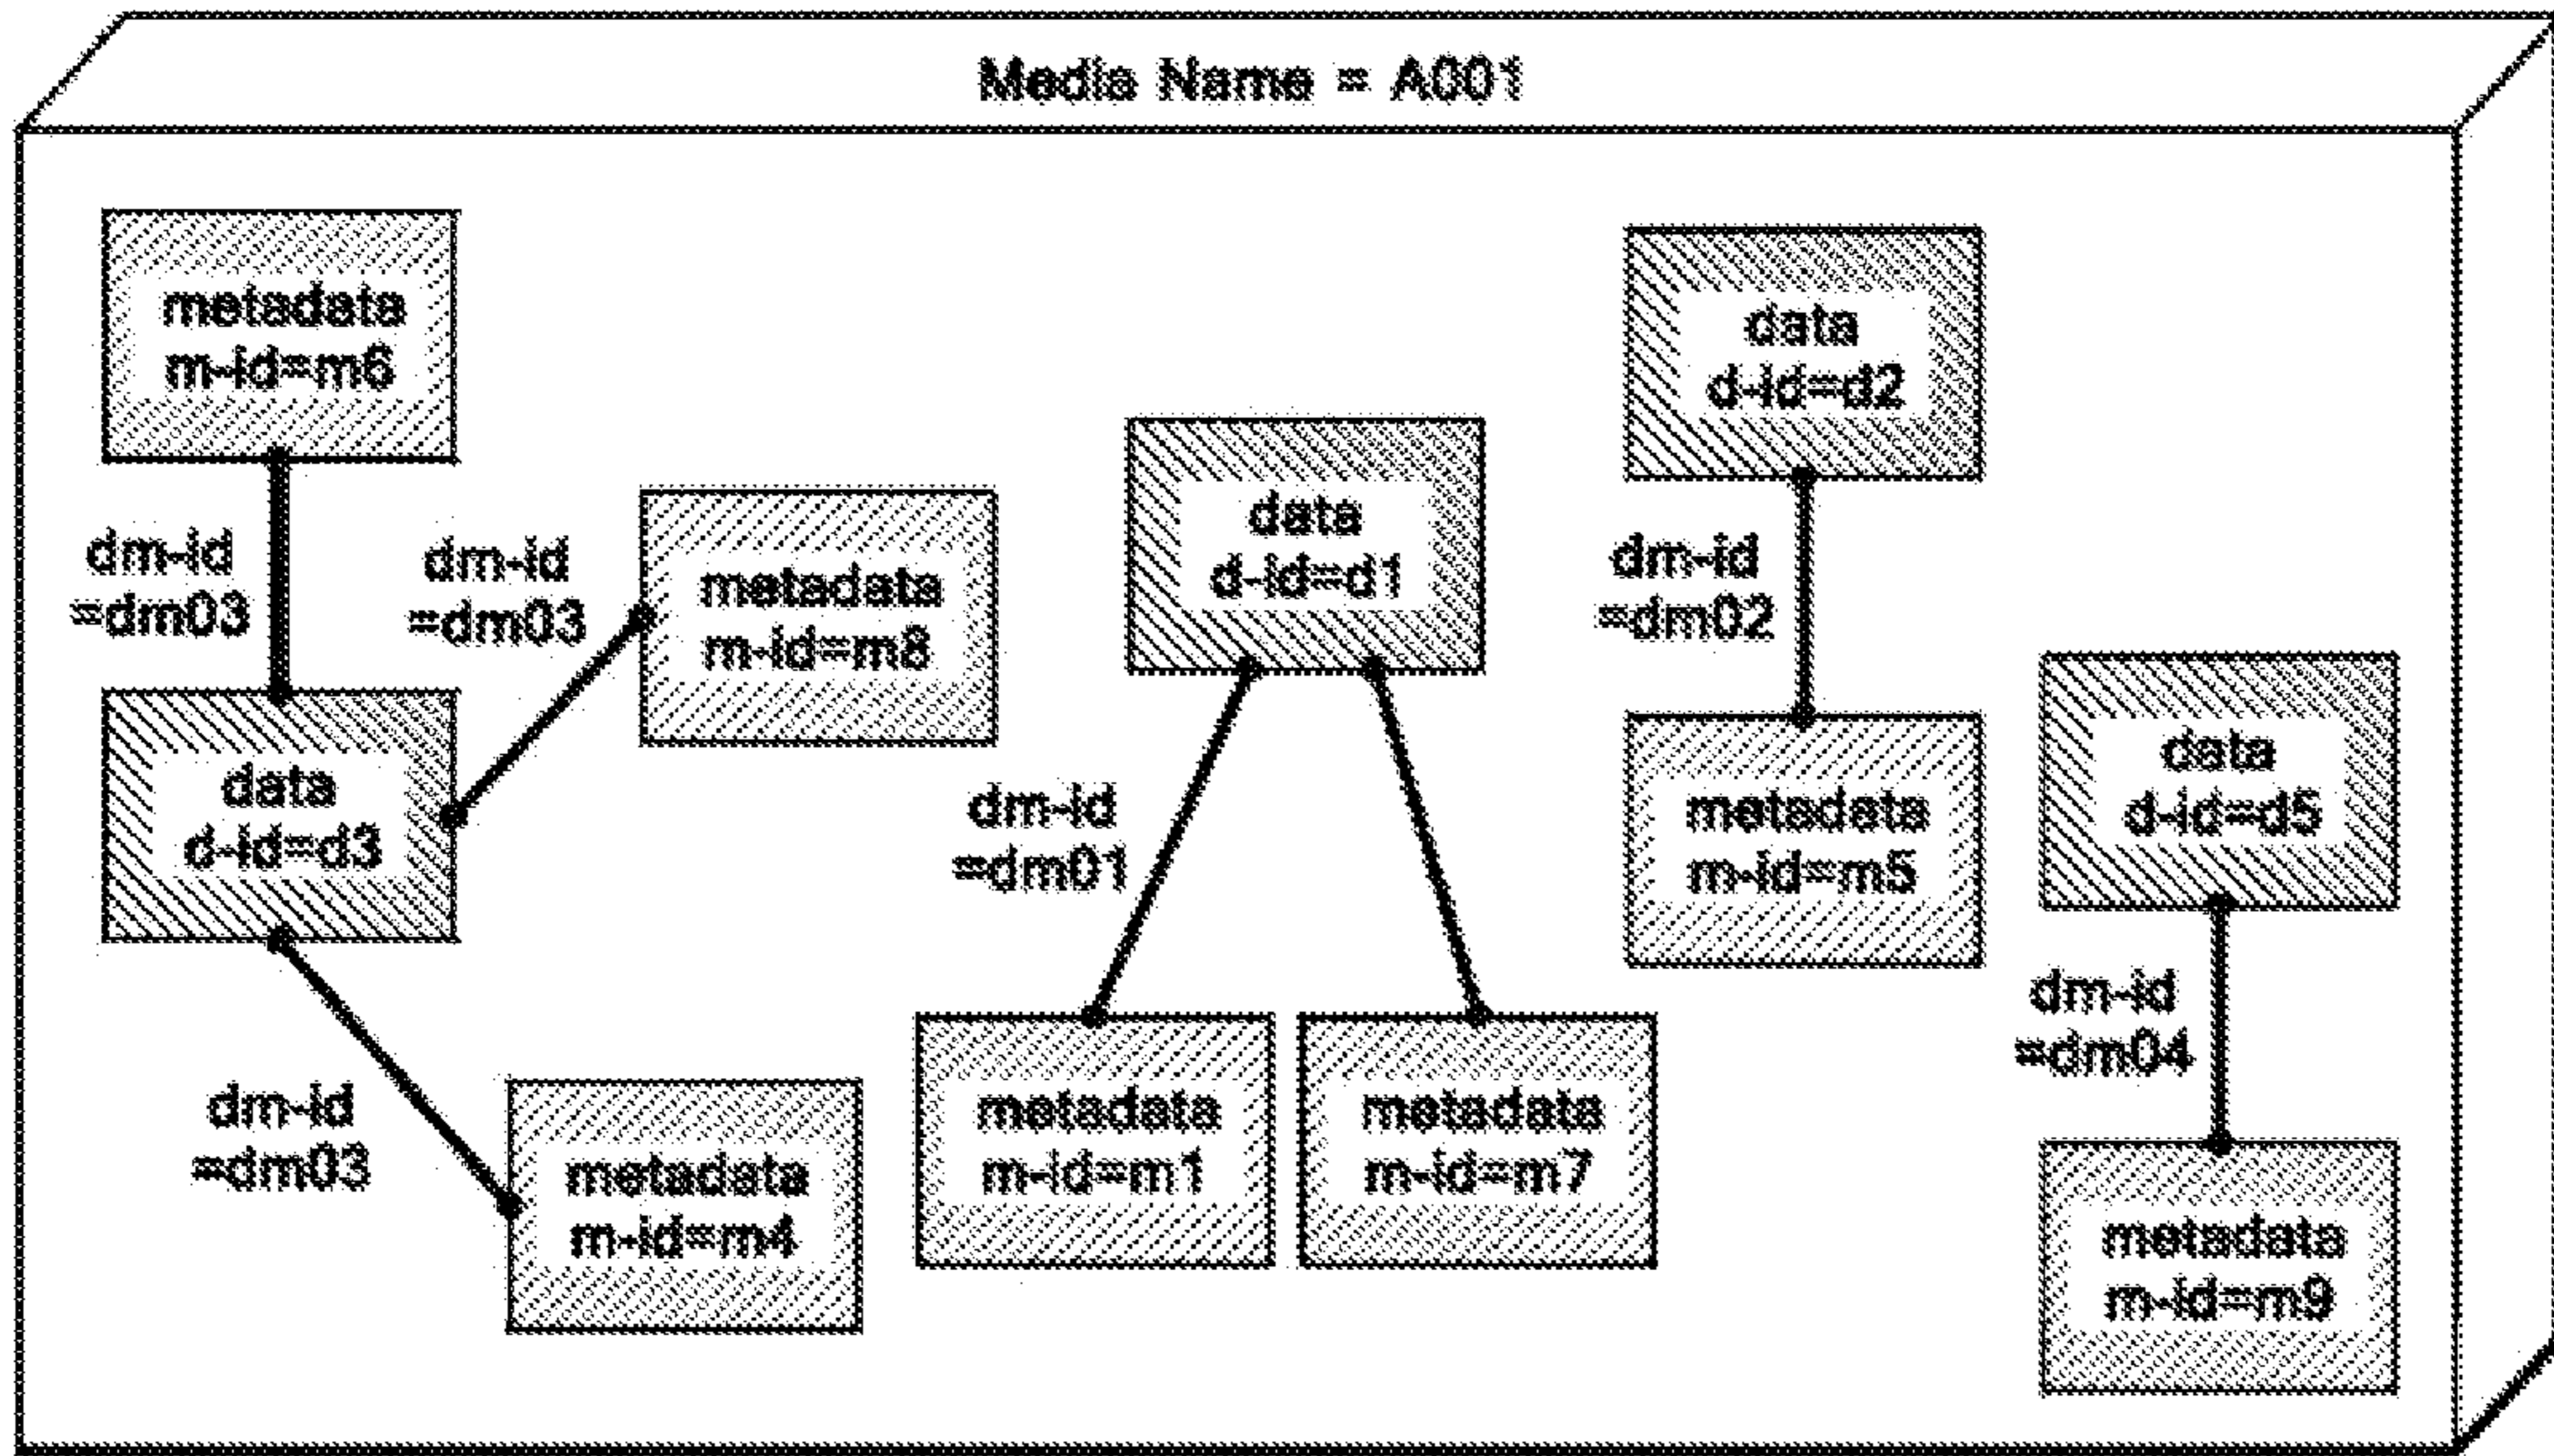 Media Name = A001
metadata
m-id=m6
dm-id
=dm03
dm-id
=dm03
metadata
m-id=m8
data
d-id=d3
dm-id
=dm03
metadata
m-id=m4
data
d-id=d1
dm-id
=dm01
metadata
m-id=m1
metadata
m-id=m7
data
d-id=d2
dm-id
=dm02
metadata
m-id=m5
data
d-id=d5
dm-id
=dm04
metadata
m-id=m9